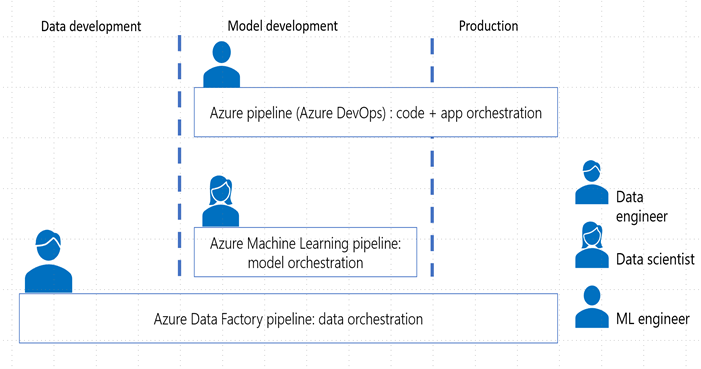 Data development
Model development
Production
Azure pipeline (Azure DevOps) : code + app orchestration
Azure Machine Learning pipeline:
model orchestration
Azure Data Factory pipeline: data orchestration
Data
engineer
Data scientist
ML engineer